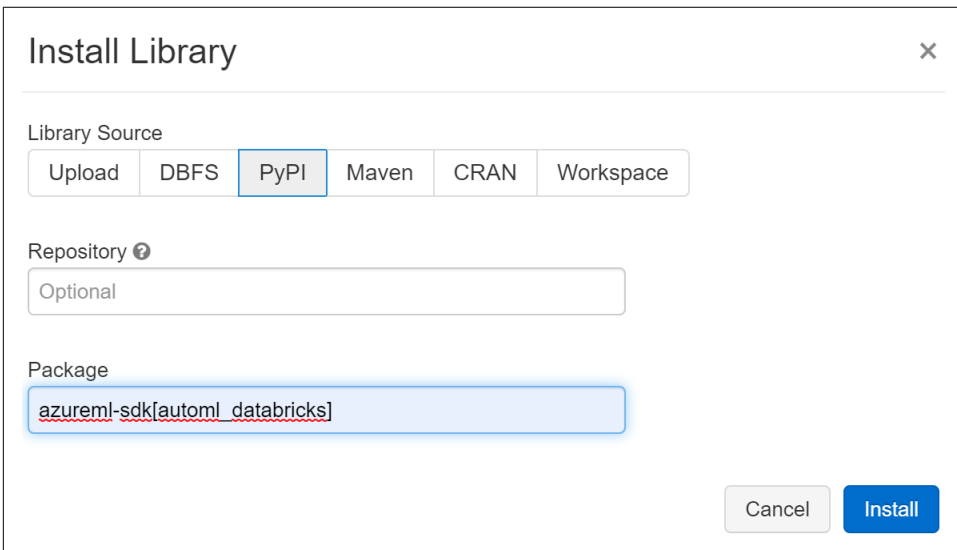 Install Library
×
Library Source
Upload DBFS PyPI Maven CRAN Workspace
Repository ?
Optional
Package
azureml-sdk[automl_databricks]
Cancel Install